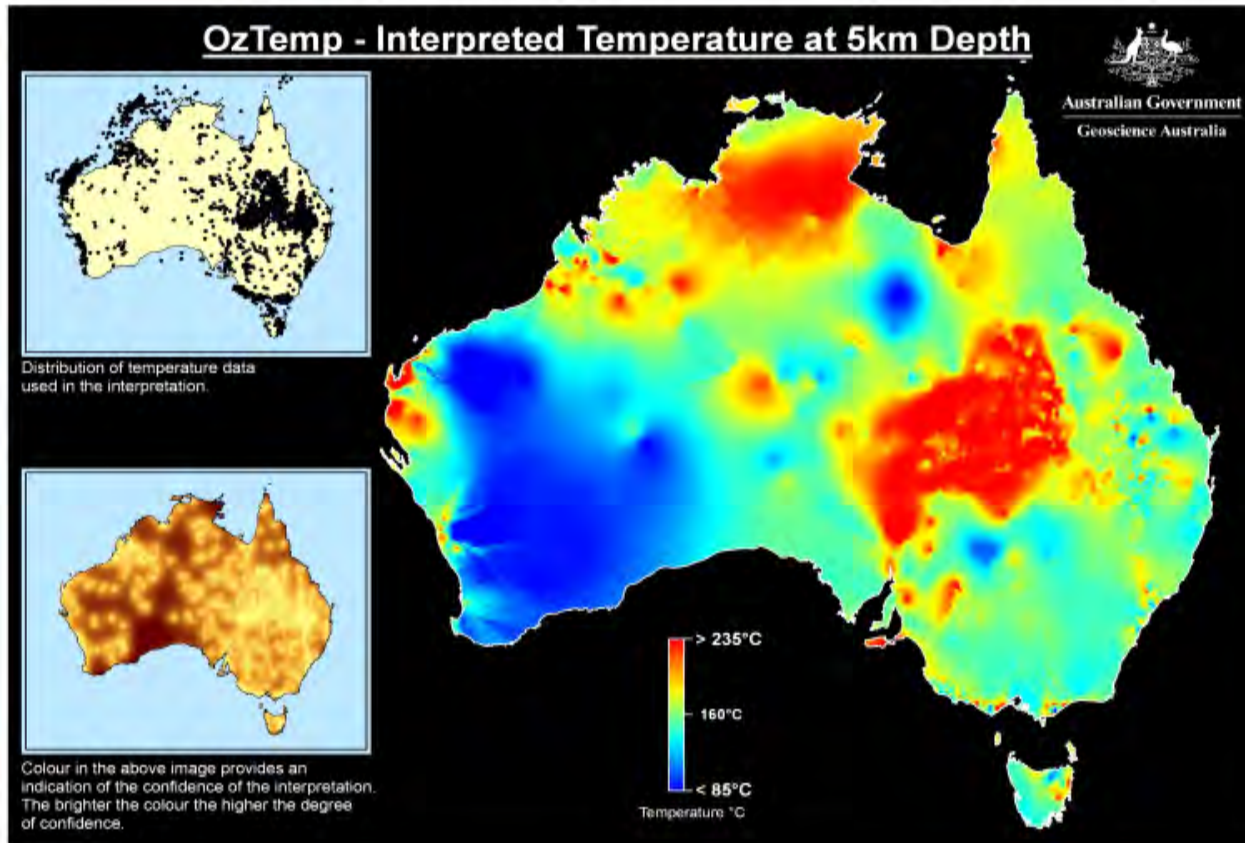 OzTemp - Interpreted Temperature at 5km Depth
Australian Government
Geoscience Australia
Distribution of temperature data
used in the interpretation.
Colour in the above image provides an
indication of the confidence of the interpretation.
The brighter the colour the higher the degree
of confidence.
> 235°C
160°C
< 85°C
Temperature °C